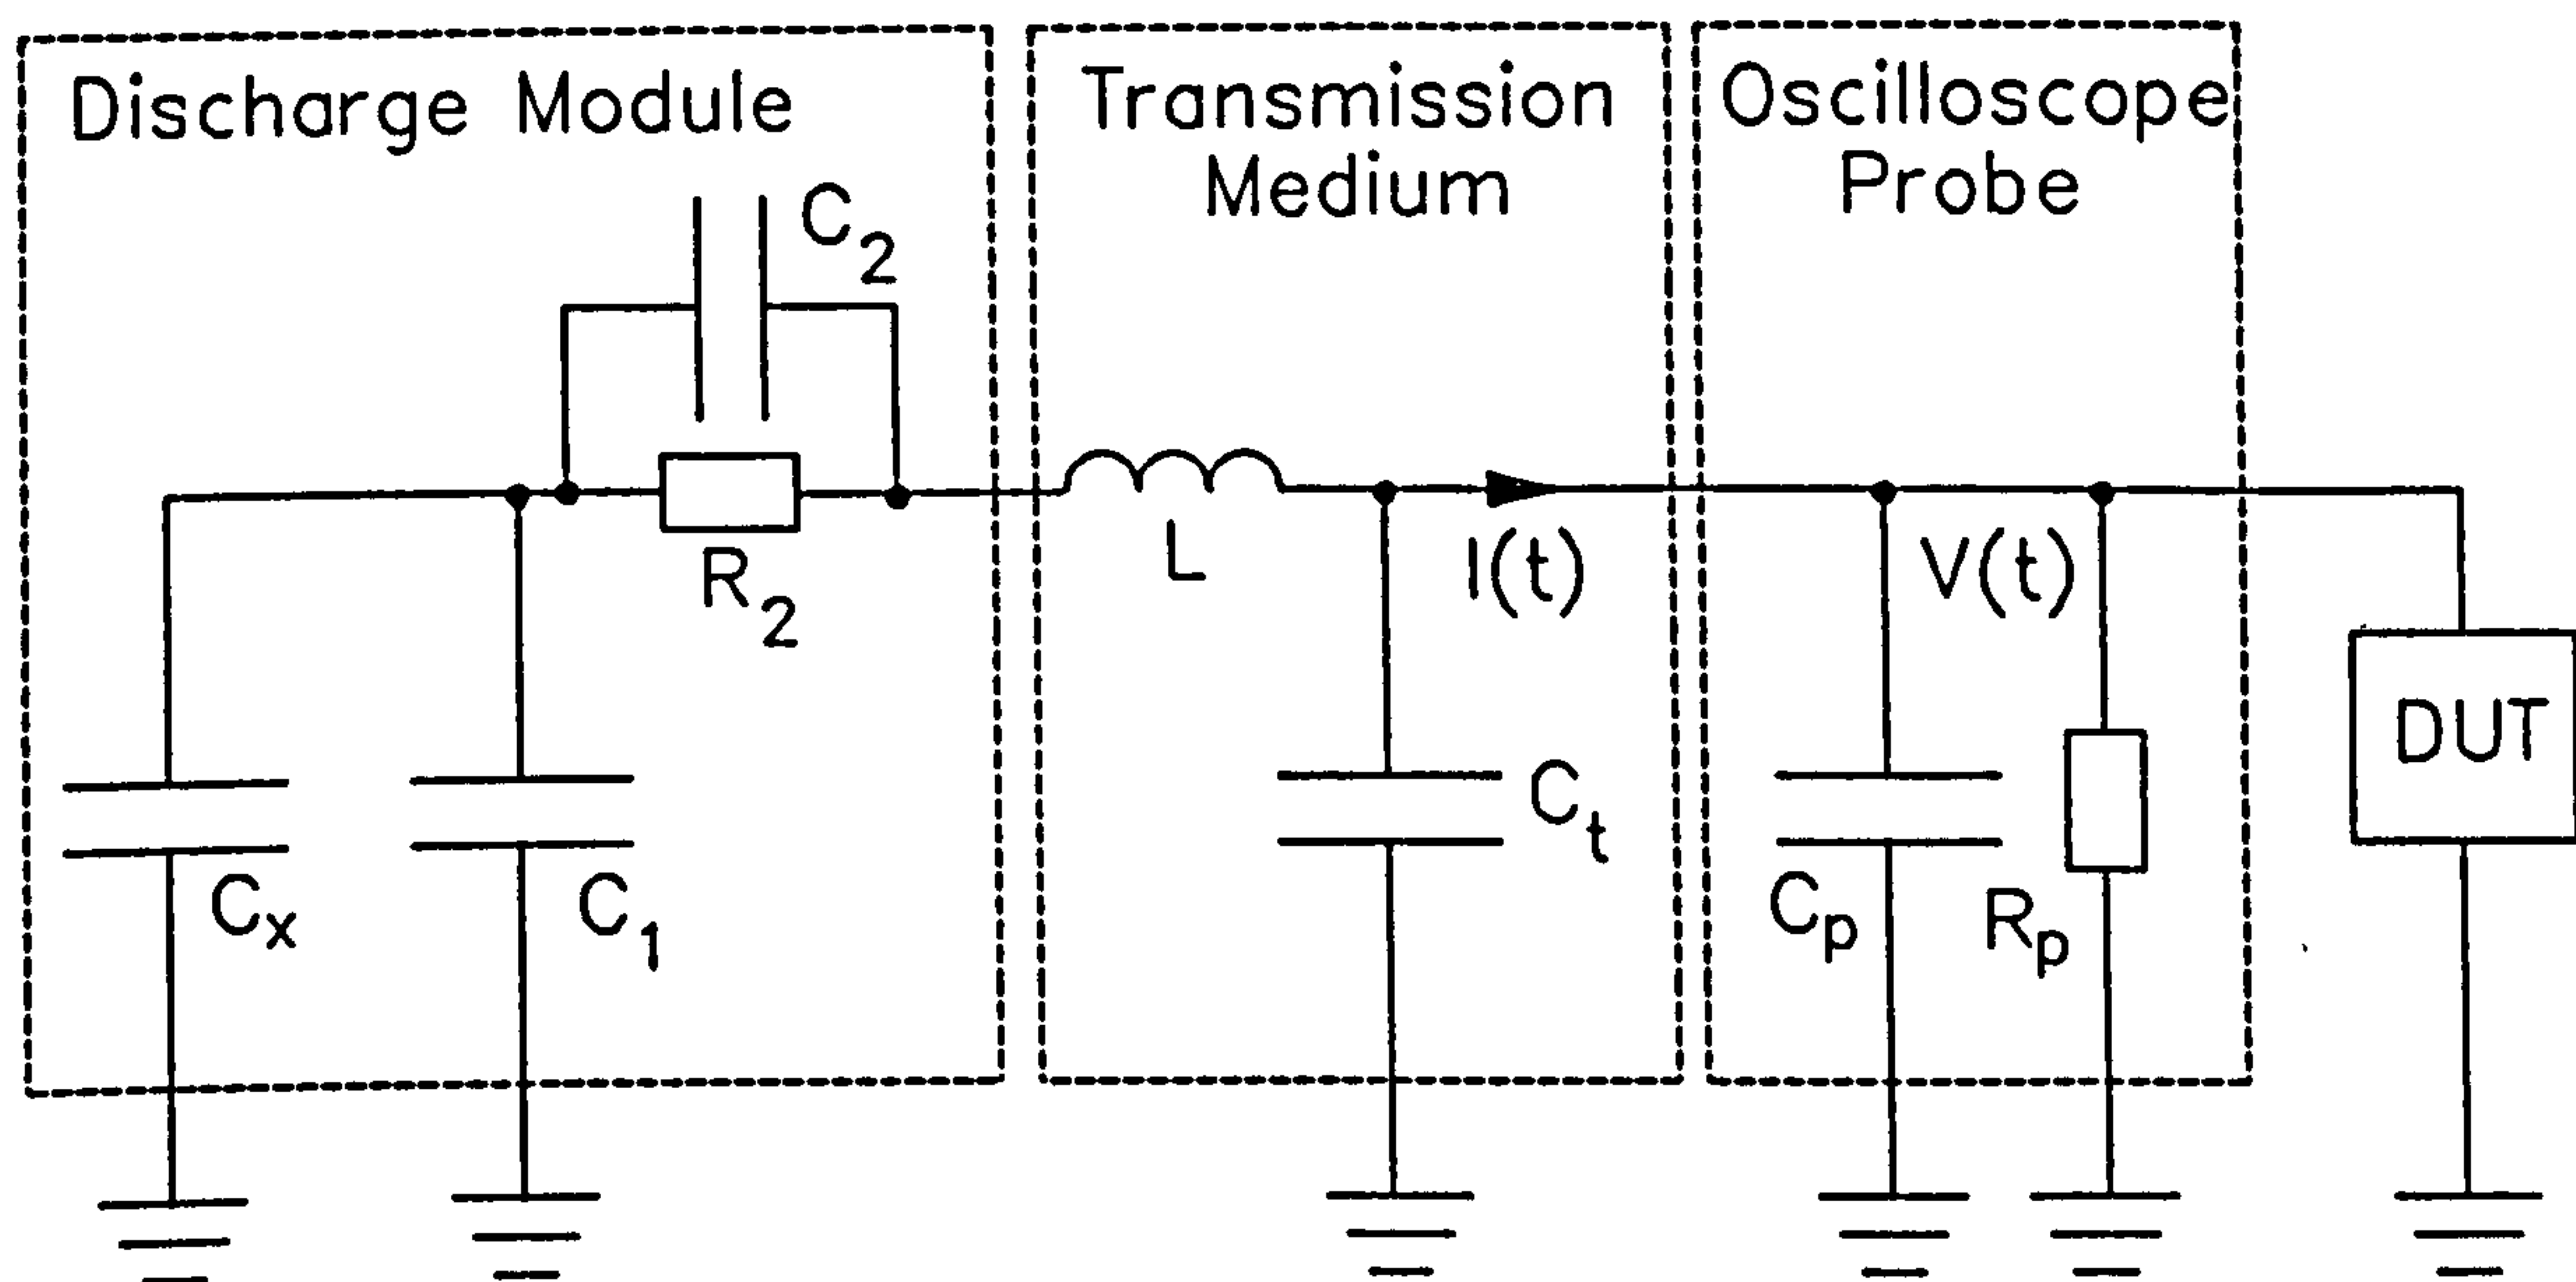 Discharge Module
Transmission
Medium
Oscilloscope
Probe
C2
R2
L
I(t)
V(t)
Cx
C1
Ct
Cp
Rp
DUT